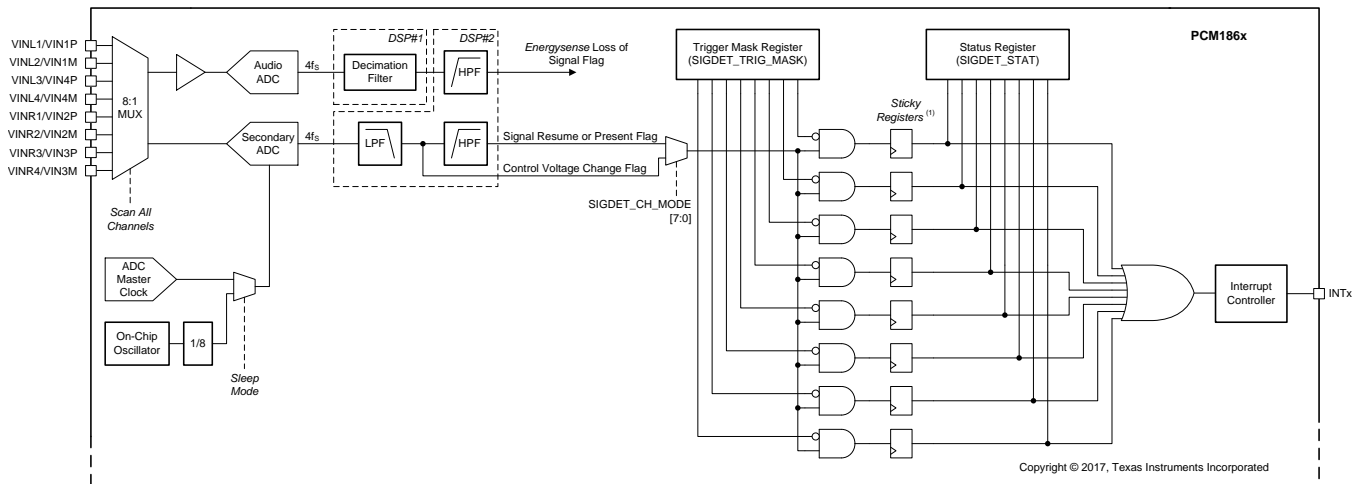 PCM186x
VINL1/VIN1P
VINL2/VIN1M
VINL3/VIN4P
VINL4/VIN4M
VINR1/VIN2P
VINR2/VIN2M
VINR3/VIN3P
VINR4/VIN3M
8:1
MUX
Scan All
Channels
Audio
ADC
4fS
DSP#1
Decimation
Filter
DSP#2
HPF
Energysense Loss of
Signal Flag
Secondary
ADC
4fS
LPF
HPF
Signal Resume or Present Flag
Control Voltage Change Flag
SIGDET_CH_MODE
[7:0]
ADC
Master
Clock
On-Chip
Oscillator
1/8
Sleep
Mode
Trigger Mask Register
(SIGDET_TRIG_MASK)
Status Register
(SIGDET_STAT)
Sticky
Registers (1)
Interrupt
Controller
INTx
Copyright © 2017, Texas Instruments Incorporated